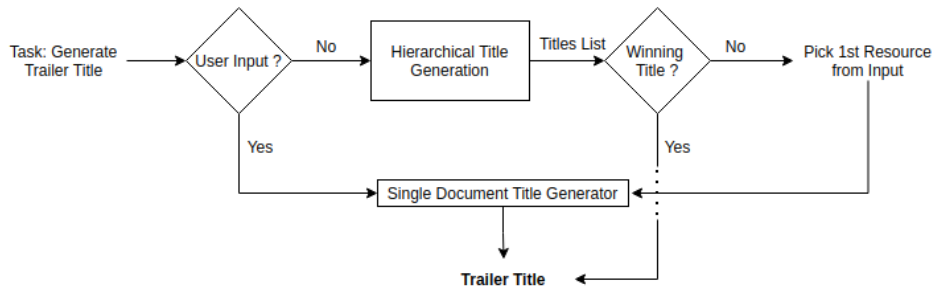 Task: Generate
Trailer Title
User Input ?
No
Hierarchical Title
Generation
Titles List
Winning
Title ?
No
Pick 1st Resource
from Input
Yes
Yes
Single Document Title Generator
Trailer Title